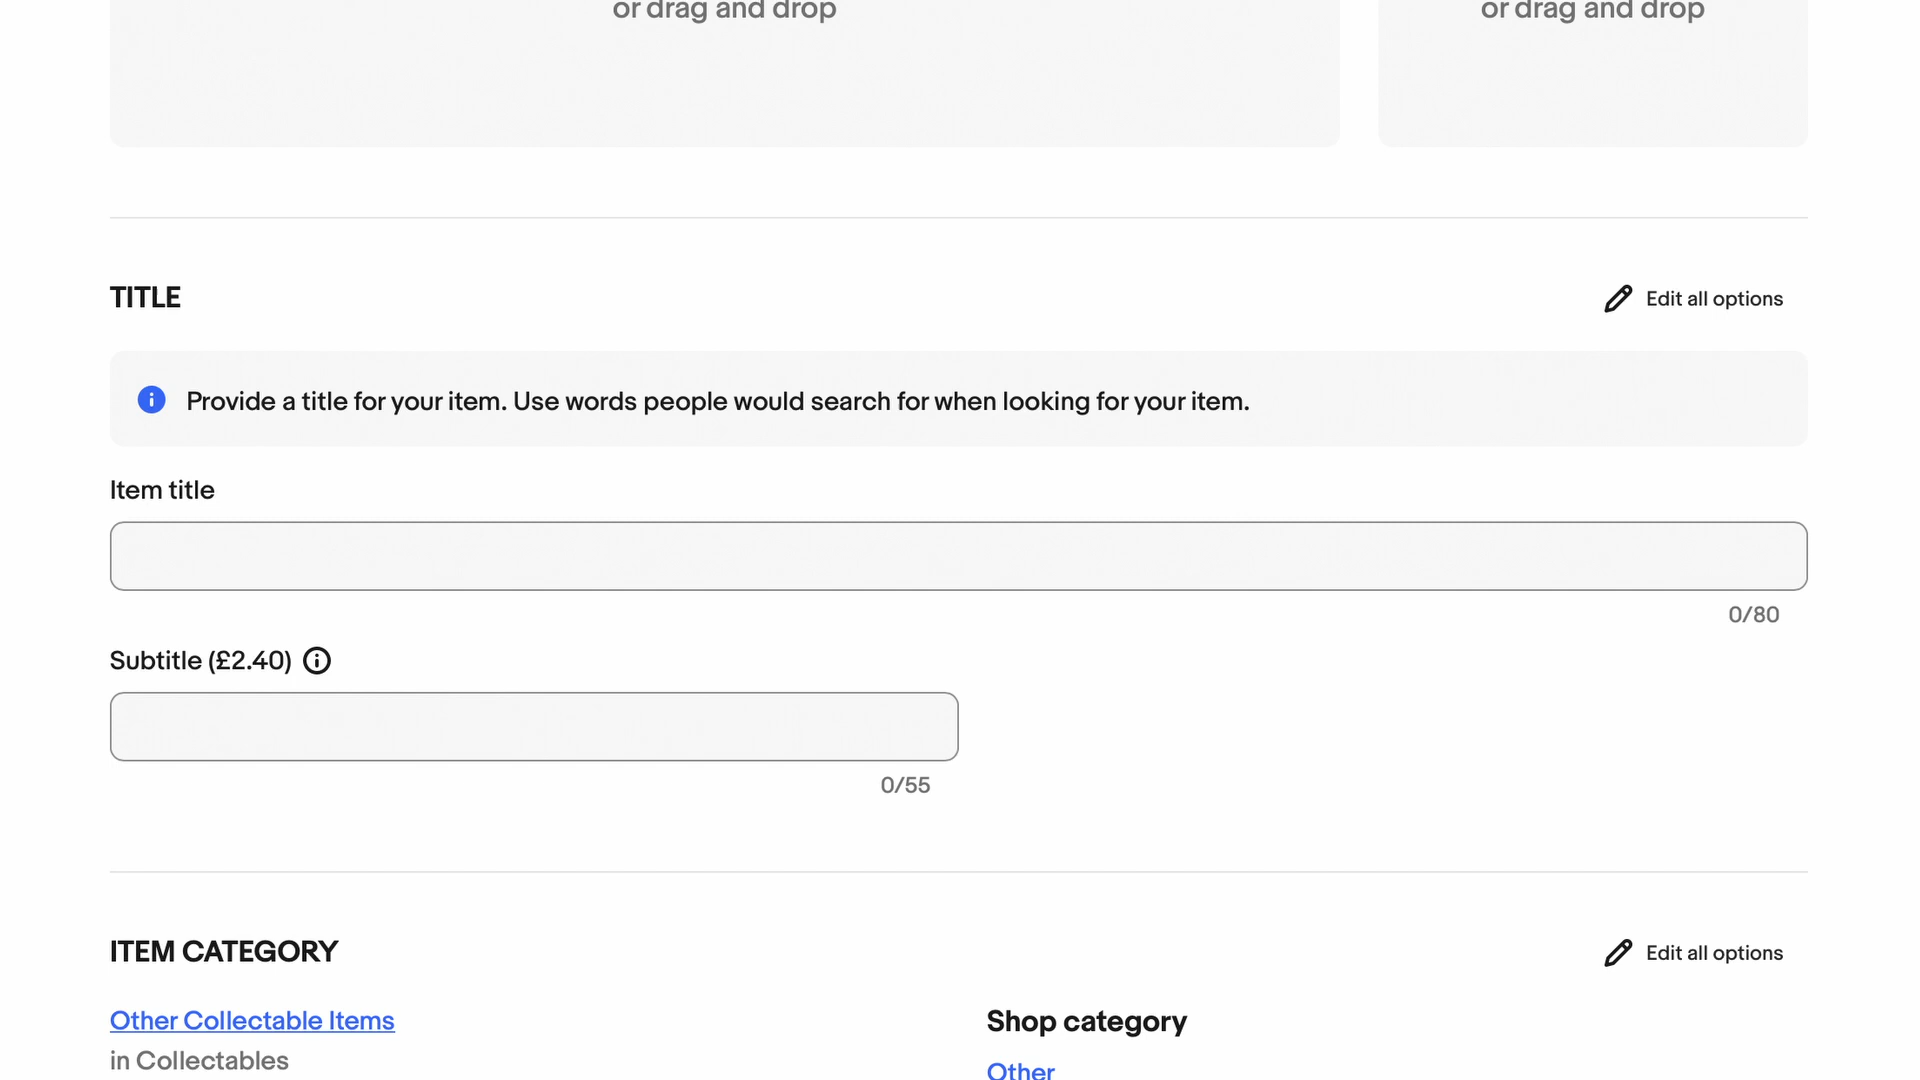 or drag and drop
or drag and drop
TITLE
Edit all options
Provide a title for your item. Use words people would search for when looking for your item.
Item title
0/80
Subtitle (£2.40)
0/55
ITEM CATEGORY
Edit all options
Other Collectable Items
in Collectables
Shop category
Other